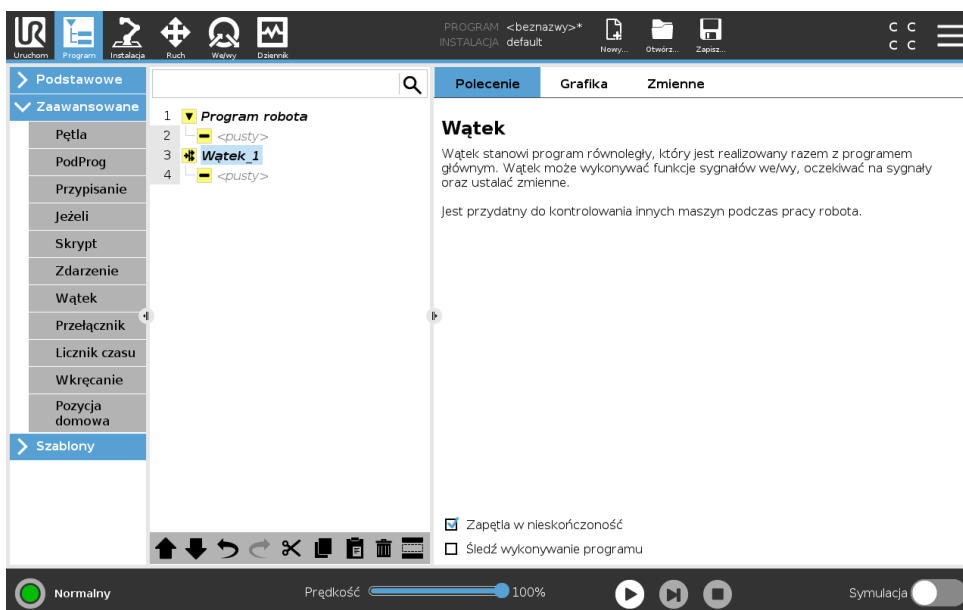 UR
PROGRAM <beznazwy>*
INSTALACJA default
Uruchom Program Instalacja Ruch We/wy Dziennik Nowy... Otwórz... Zapisz...
C C
C C
Podstawowe
Zaawansowane
Pętla
PodProg
Przypisanie
Jeżeli
Skrypt
Zdarzenie
Wątek
Przełącznik
Licznik czasu
Wkręcanie
Pozycja
domowa
Szablony
1 Program robota
2 <pusty>
3 Wątek_1
4 <pusty>
Polecenie Grafika Zmienne
Wątek
Wątek stanowi program równoległy, który jest realizowany razem z programem
głównym. Wątek może wykonywać funkcje sygnałów we/wy, oczekiwać na sygnały
oraz ustalać zmienne.
Jest przydatny do kontrolowania innych maszyn podczas pracy robota.
Zapętla w nieskończoność
Śledź wykonywanie programu
Normalny Prędkość 100% Symulacja